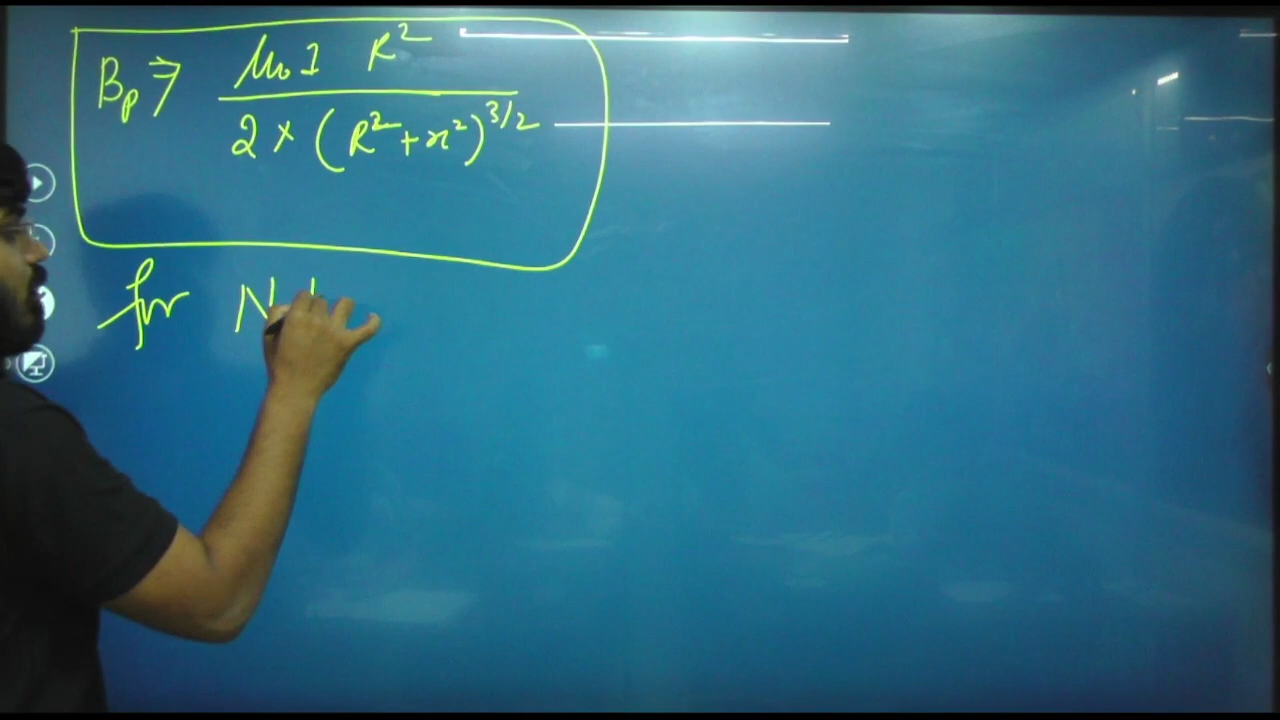 Bp ⇒ μ₀I R² / 2 × (R²+x²)^3/2
for N